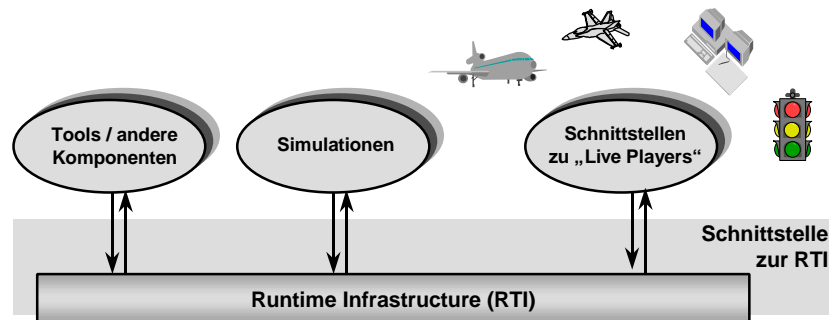 Tools / andere
Komponenten
Simulationen
Schnittstellen
zu „Live Players“
Schnittstelle
zur RTI
Runtime Infrastructure (RTI)